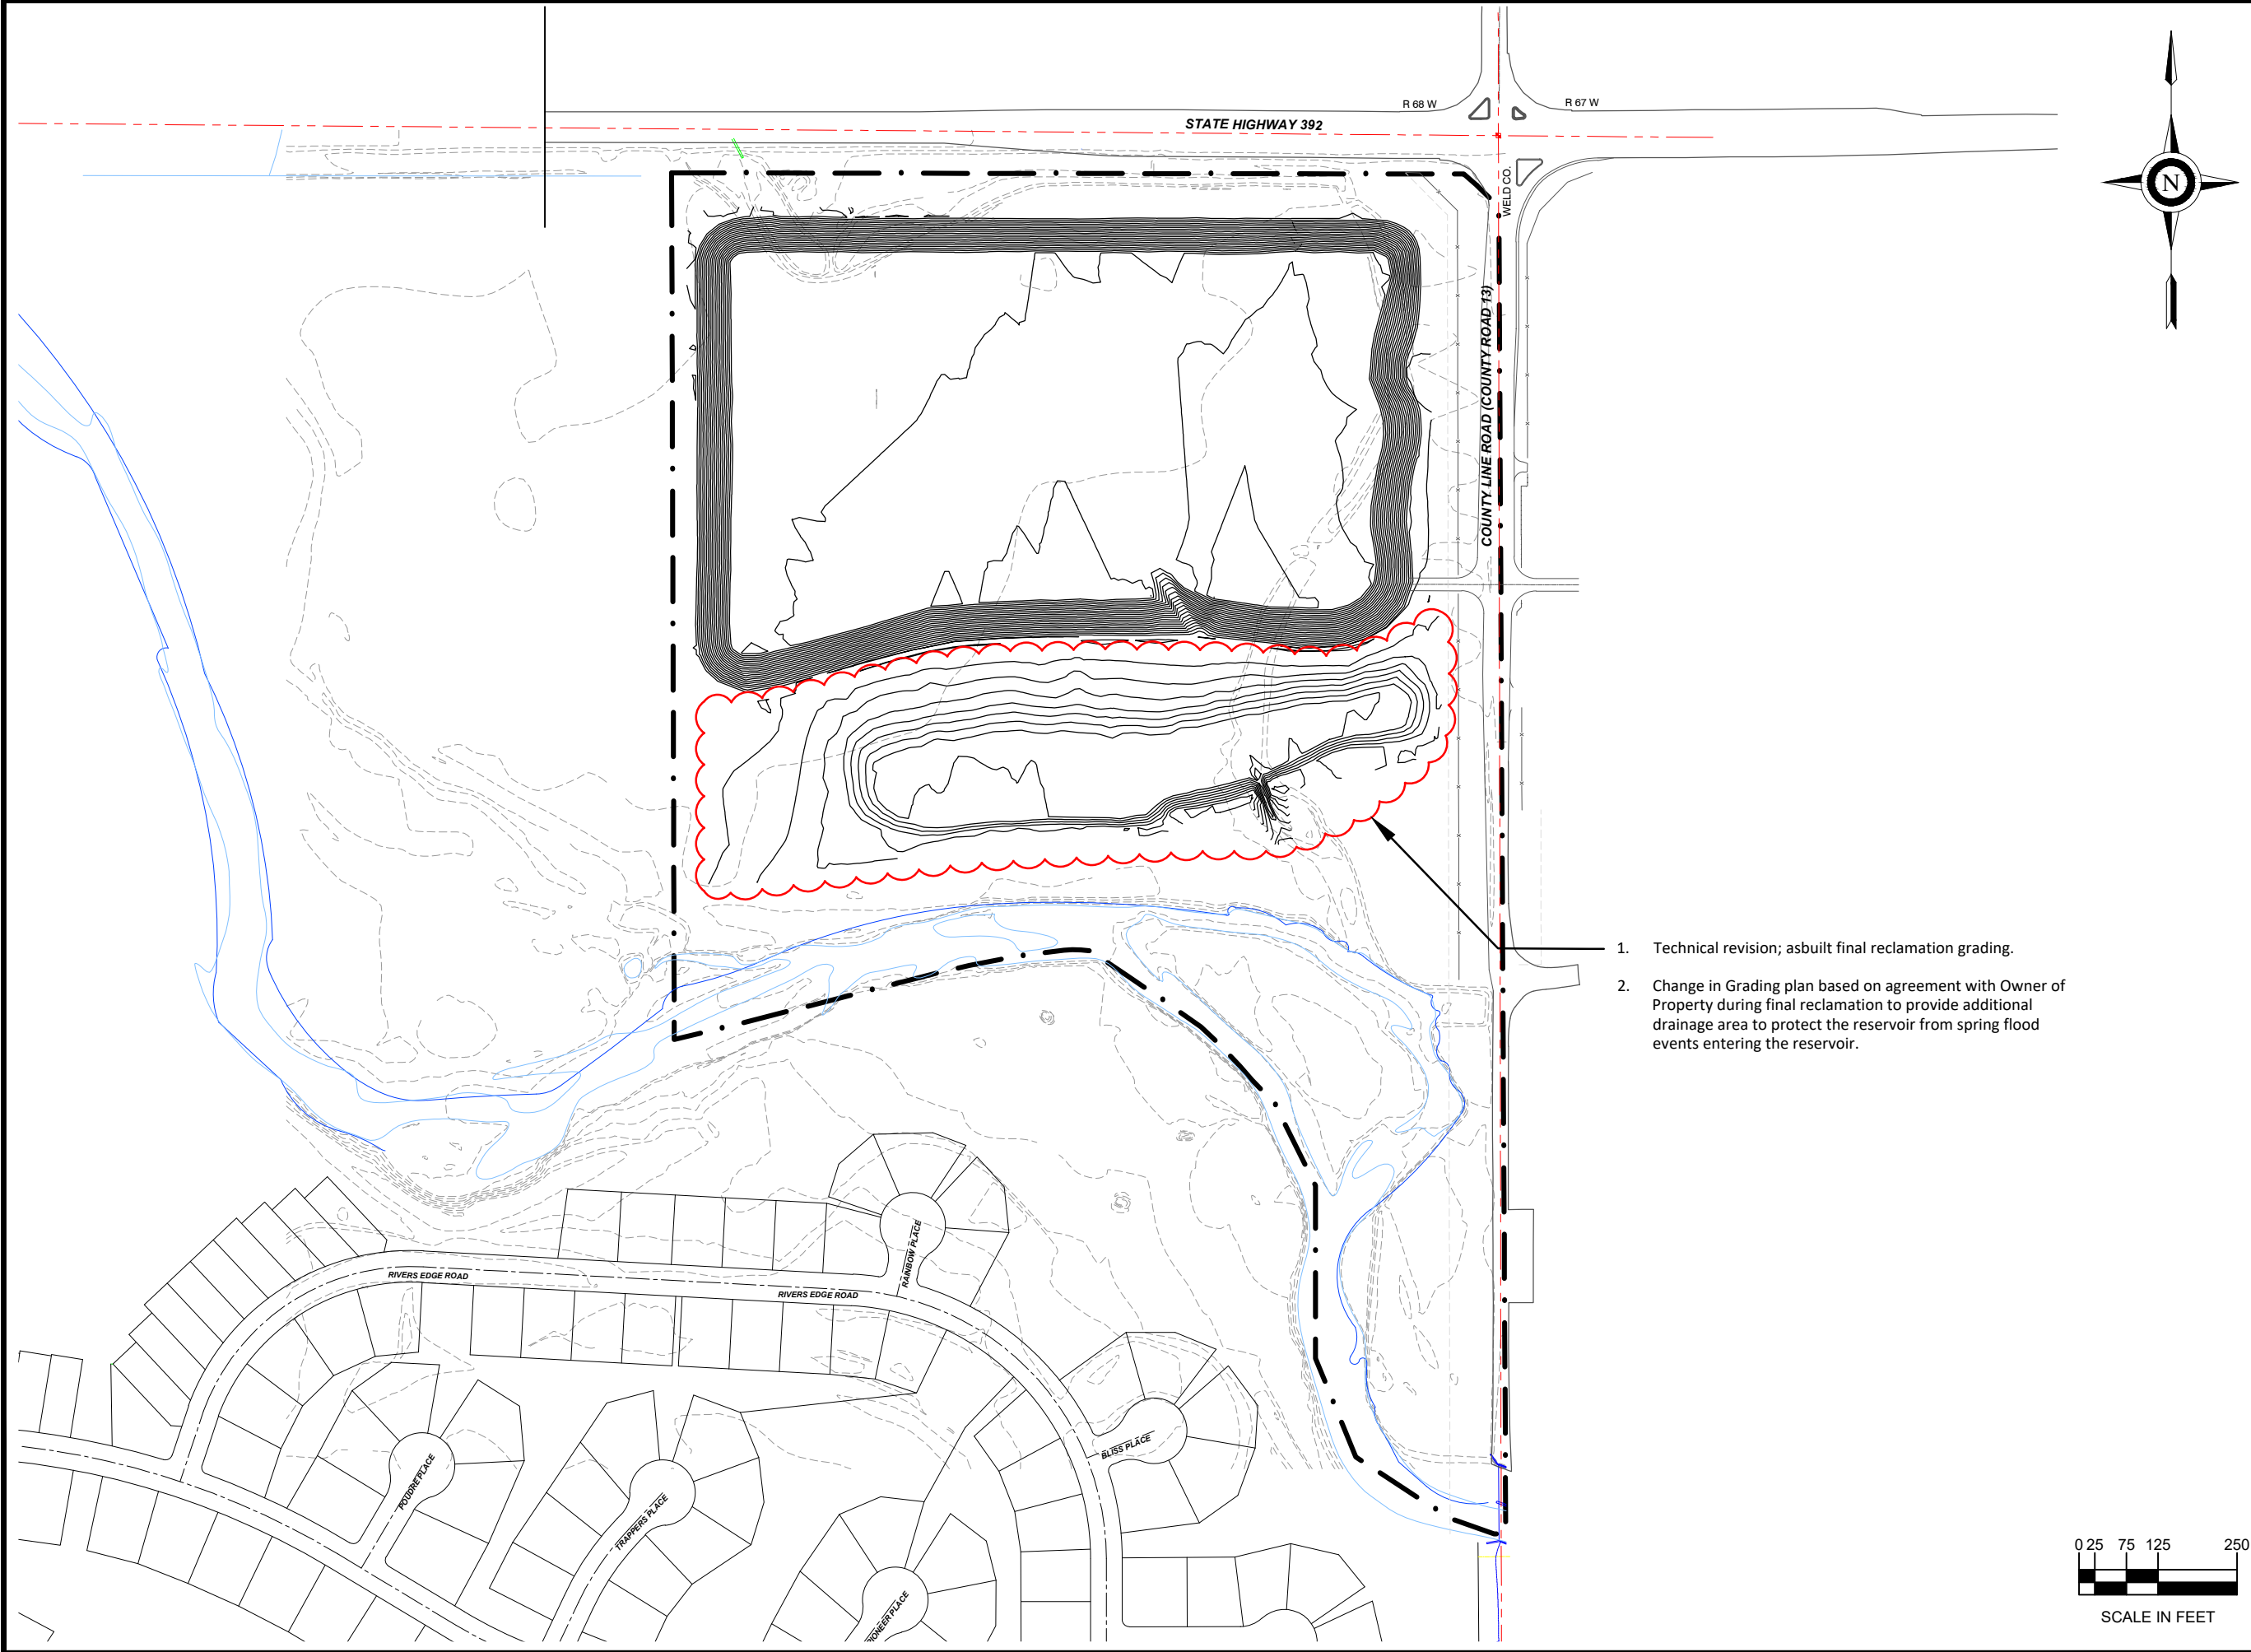 R 68 W
R 67 W
STATE HIGHWAY 392
N
WELD CO.
COUNTY LINE ROAD (COUNTY ROAD 13)
1. Technical revision; asbuilt final reclamation grading.
2. Change in Grading plan based on agreement with Owner of
Property during final reclamation to provide additional
drainage area to protect the reservoir from spring flood
events entering the reservoir.
RAINBOW PLACE
RIVERS EDGE ROAD
RIVERS EDGE ROAD
BLISS PLACE
POUDRE PLACE
TRAPPERS PLACE
PIONEER PLACE
0 25 75 125 250
SCALE IN FEET